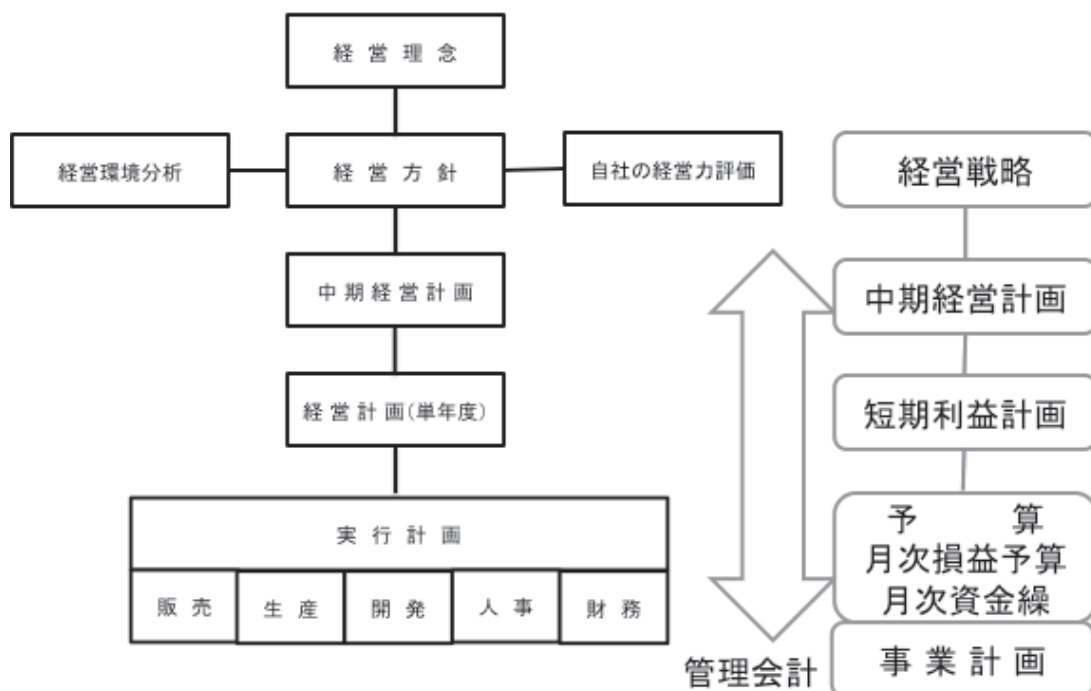 経営理念
経営環境分析
経営方針
自社の経営力評価
中期経営計画
経営計画(単年度)
実行計画
販売
生産
開発
人事
財務
経営戦略
中期経営計画
短期利益計画
予算
月次損益予算
月次資金繰
事業計画
管理会計